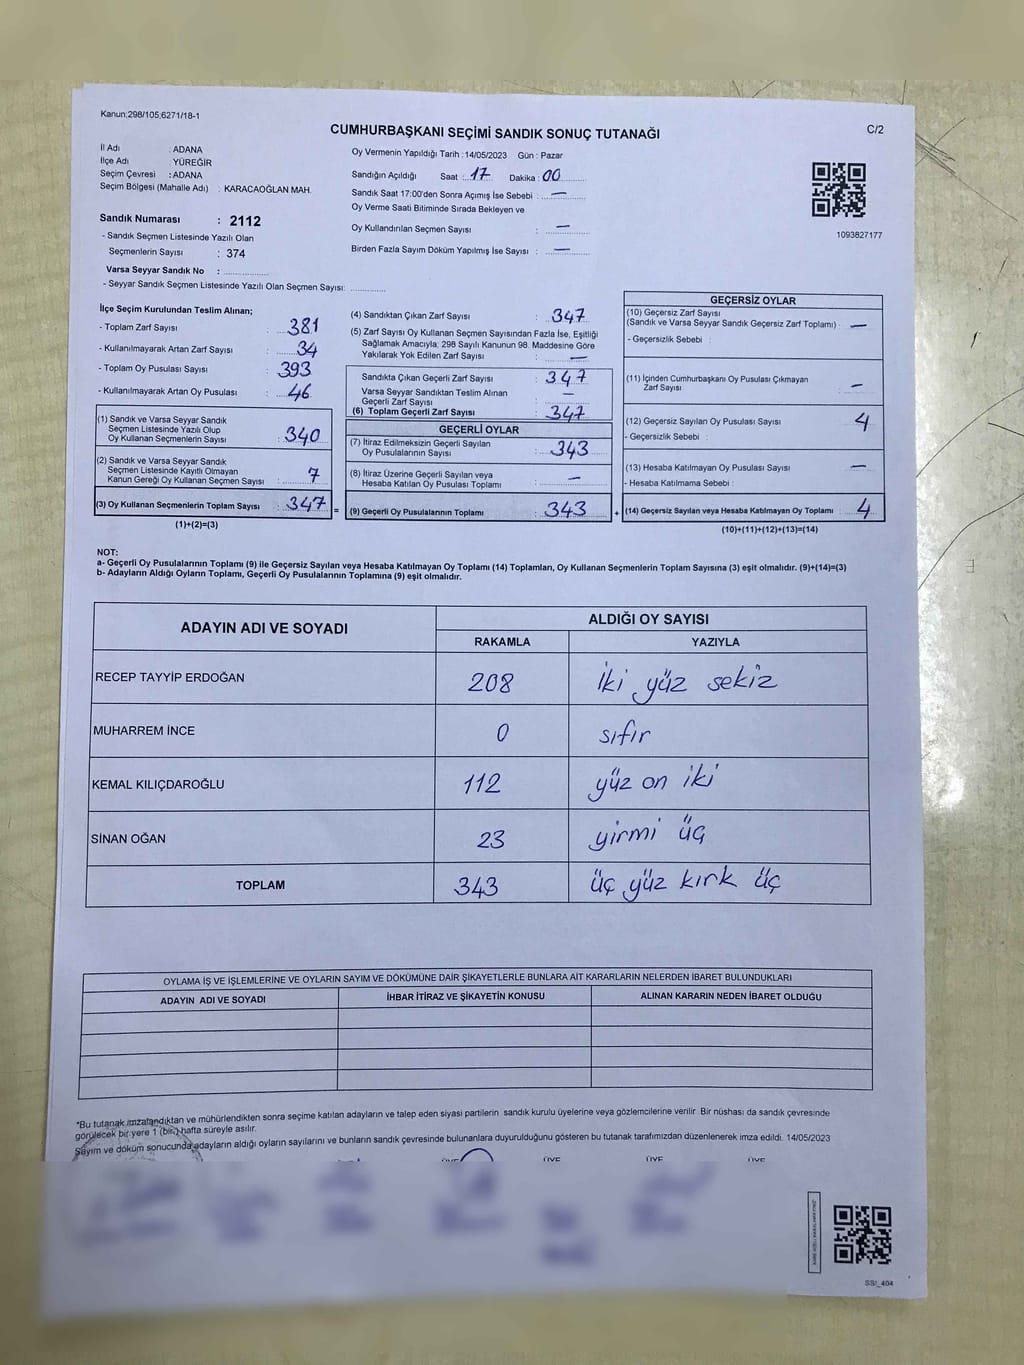 Kanun:298/105,6271/18-1
CUMHURBAŞKANI SEÇİMİ SANDIK SONUÇ TUTANAĞI
C/2
İl Adı : ADANA
İlçe Adı : YÜREĞİR
Seçim Çevresi : ADANA
Seçim Bölgesi (Mahalle Adı) : KARACAOĞLAN MAH.
Sandık Numarası : 2112
- Sandık Seçmen Listesinde Yazılı Olan
Seçmenlerin Sayısı : 374
Varsa Seyyar Sandık No :
- Seyyar Sandık Seçmen Listesinde Yazılı Olan Seçmen Sayısı:
Oy Vermenin Yapıldığı Tarih :14/05/2023 Gün : Pazar
Sandığın Açıldığı Saat : 17 Dakika : 00
Sandık Saat 17:00'den Sonra Açımış İse Sebebi : —
Oy Verme Saati Bitiminde Sırada Bekleyen ve
Oy Kullandırılan Seçmen Sayısı : —
Birden Fazla Sayım Döküm Yapılmış İse Sayısı : —
1093827177
İlçe Seçim Kurulundan Teslim Alınan;
- Toplam Zarf Sayısı : 381
- Kullanılmayarak Artan Zarf Sayısı : 34
- Toplam Oy Pusulası Sayısı : 393
- Kullanılmayarak Artan Oy Pusulası : 46
(1) Sandık ve Varsa Seyyar Sandık
Seçmen Listesinde Yazılı Olup
Oy Kullanan Seçmenlerin Sayısı : 340
(2) Sandık ve Varsa Seyyar Sandık
Seçmen Listesinde Kayıtlı Olmayan
Kanun Gereği Oy Kullanan Seçmen Sayısı : 7
(3) Oy Kullanan Seçmenlerin Toplam Sayısı : 347 =
(1)+(2)=(3)
(4) Sandıktan Çıkan Zarf Sayısı : 347
(5) Zarf Sayısı Oy Kullanan Seçmen Sayısından Fazla İse, Eşitliği
Sağlamak Amacıyla; 298 Sayılı Kanunun 98. Maddesine Göre
Yakılarak Yok Edilen Zarf Sayısı : —
Sandıkta Çıkan Geçerli Zarf Sayısı : 347
Varsa Seyyar Sandıktan Teslim Alınan
Geçerli Zarf Sayısı : —
(6) Toplam Geçerli Zarf Sayısı : 347
GEÇERLİ OYLAR
(7) İtiraz Edilmeksizin Geçerli Sayılan
Oy Pusulalarının Sayısı : 343
(8) İtiraz Üzerine Geçerli Sayılan veya
Hesaba Katılan Oy Pusulası Toplamı : —
(9) Geçerli Oy Pusulalarının Toplamı : 343 +
GEÇERSİZ OYLAR
(10) Geçersiz Zarf Sayısı
(Sandık ve Varsa Seyyar Sandık Geçersiz Zarf Toplamı) : —
- Geçersizlik Sebebi :
(11) İçinden Cumhurbaşkanı Oy Pusulası Çıkmayan
Zarf Sayısı : —
(12) Geçersiz Sayılan Oy Pusulası Sayısı : 4
- Geçersizlik Sebebi :
(13) Hesaba Katılmayan Oy Pusulası Sayısı : —
- Hesaba Katılmama Sebebi :
(14) Geçersiz Sayılan veya Hesaba Katılmayan Oy Toplamı : 4
(10)+(11)+(12)+(13)=(14)
NOT:
a- Geçerli Oy Pusulalarının Toplamı (9) ile Geçersiz Sayılan veya Hesaba Katılmayan Oy Toplamı (14) Toplamları, Oy Kullanan Seçmenlerin Toplam Sayısına (3) eşit olmalıdır. (9)+(14)=(3)
b- Adayların Aldığı Oyların Toplamı, Geçerli Oy Pusulalarının Toplamına (9) eşit olmalıdır.
ADAYIN ADI VE SOYADI
ALDIĞI OY SAYISI
RAKAMLA YAZIYLA
RECEP TAYYİP ERDOĞAN 208 iki yüz sekiz
MUHARREM İNCE 0 sıfır
KEMAL KILIÇDAROĞLU 112 yüz on iki
SİNAN OĞAN 23 yirmi üç
TOPLAM 343 üç yüz kırk üç
OYLAMA İŞ VE İŞLEMLERİNE VE OYLARIN SAYIM VE DÖKÜMÜNE DAİR ŞİKAYETLERLE BUNLARA AİT KARARLARIN NELERDEN İBARET BULUNDUKLARI
ADAYIN ADI VE SOYADI İHBAR İTİRAZ VE ŞİKAYETİN KONUSU ALINAN KARARIN NEDEN İBARET OLDUĞU
*Bu tutanak imzalandıktan ve mühürlendikten sonra seçime katılan adayların ve talep eden siyasi partilerin sandık kurulu üyelerine veya gözlemcilerine verilir. Bir nüshası da sandık çevresinde
görülecek bir yere 1 (bir) hafta süreyle asılır.
Sayım ve döküm sonucunda adayların aldığı oyların sayılarını ve bunların sandık çevresinde bulunanlara duyurulduğunu gösteren bu tutanak tarafımızdan düzenlenerek imza edildi. 14/05/2023
ÜYE ÜYE ÜYE ÜYE
SSI_404